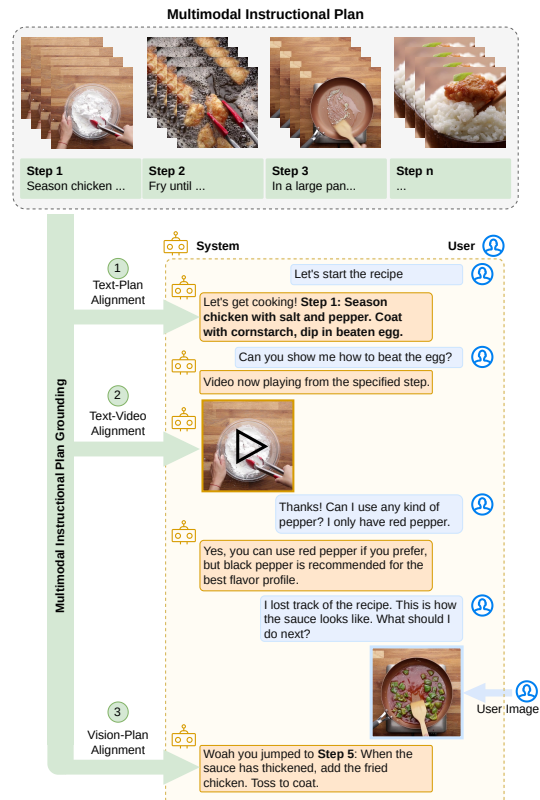 Multimodal Instructional Plan
Step 1
Season chicken ...
Step 2
Fry until ...
Step 3
In a large pan...
Step n
...
System
User
Let's start the recipe
1
Text-Plan
Alignment
Let's get cooking! Step 1: Season
chicken with salt and pepper. Coat
with cornstarch, dip in beaten egg.
Can you show me how to beat the egg?
Video now playing from the specified step.
2
Text-Video
Alignment
Thanks! Can I use any kind of
pepper? I only have red pepper.
Yes, you can use red pepper if you prefer,
but black pepper is recommended for the
best flavor profile.
I lost track of the recipe. This is how
the sauce looks like. What should I
do next?
User Image
3
Vision-Plan
Alignment
Woah you jumped to Step 5: When the
sauce has thickened, add the fried
chicken. Toss to coat.
Multimodal Instructional Plan Grounding